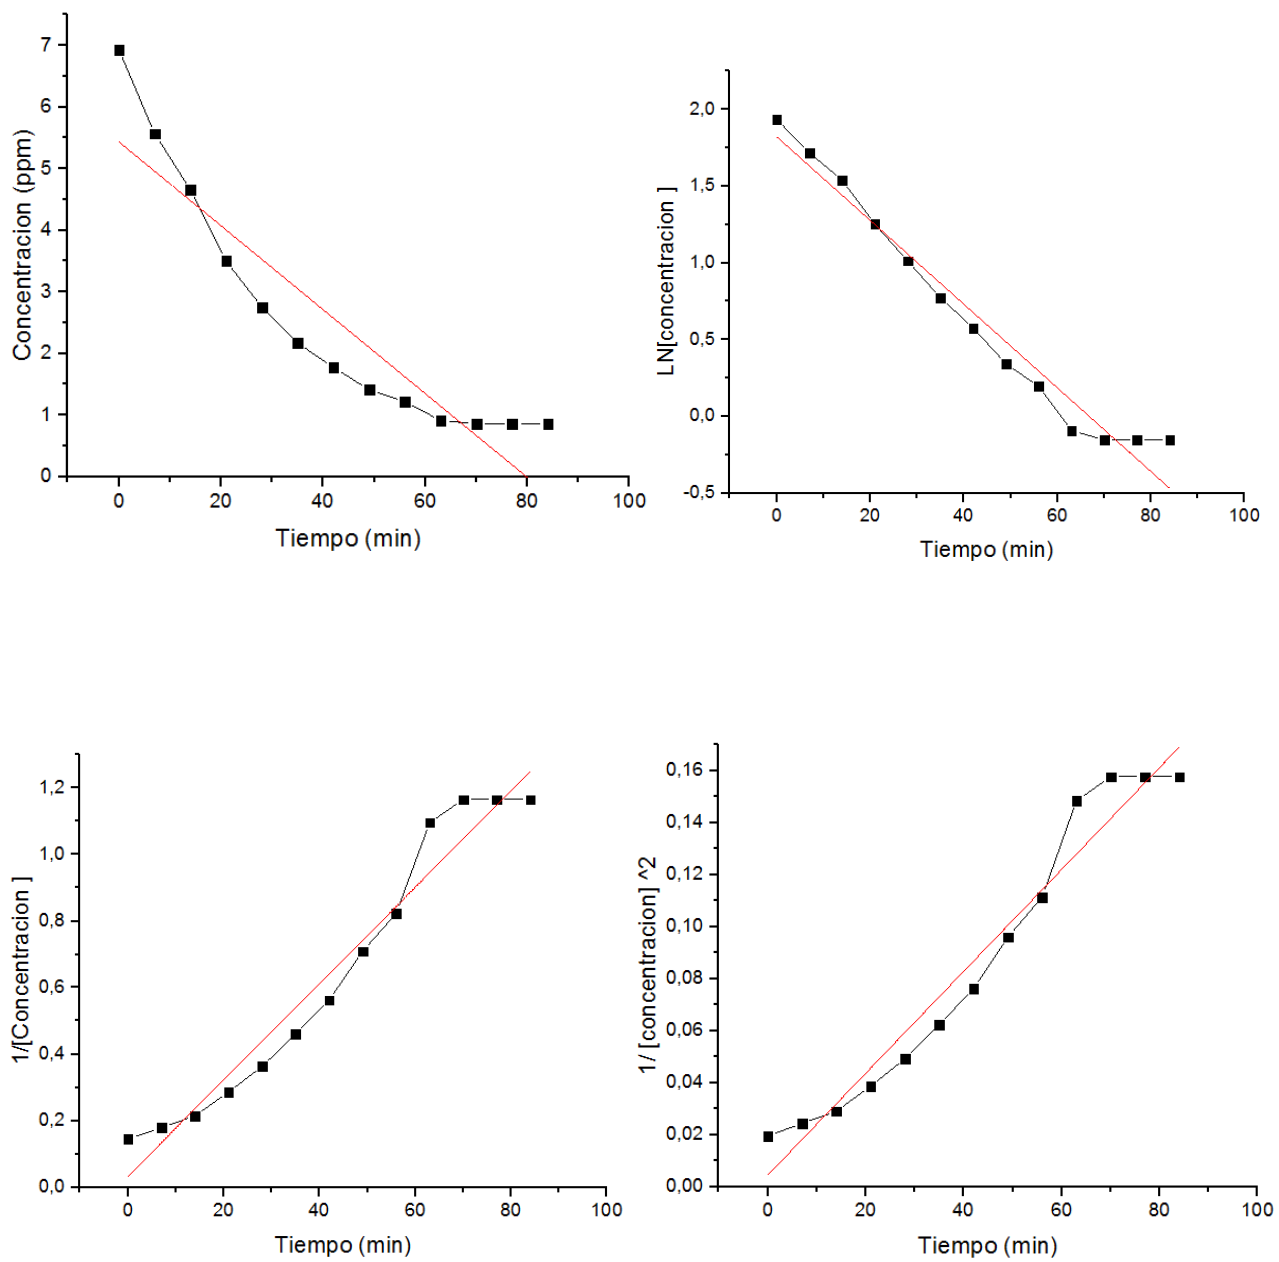 Concentracion (ppm)
7
6
5
4
3
2
1
0
0 20 40 60 80 100
Tiempo (min)
LN[concentracion ]
2,0
1,5
1,0
0,5
0,0
-0,5
0 20 40 60 80 100
Tiempo (min)
1/[Concentracion ]
1,2
1,0
0,8
0,6
0,4
0,2
0,0
0 20 40 60 80 100
Tiempo (min)
1/ [concentracion] ^2
0,16
0,14
0,12
0,10
0,08
0,06
0,04
0,02
0,00
0 20 40 60 80 100
Tiempo (min)